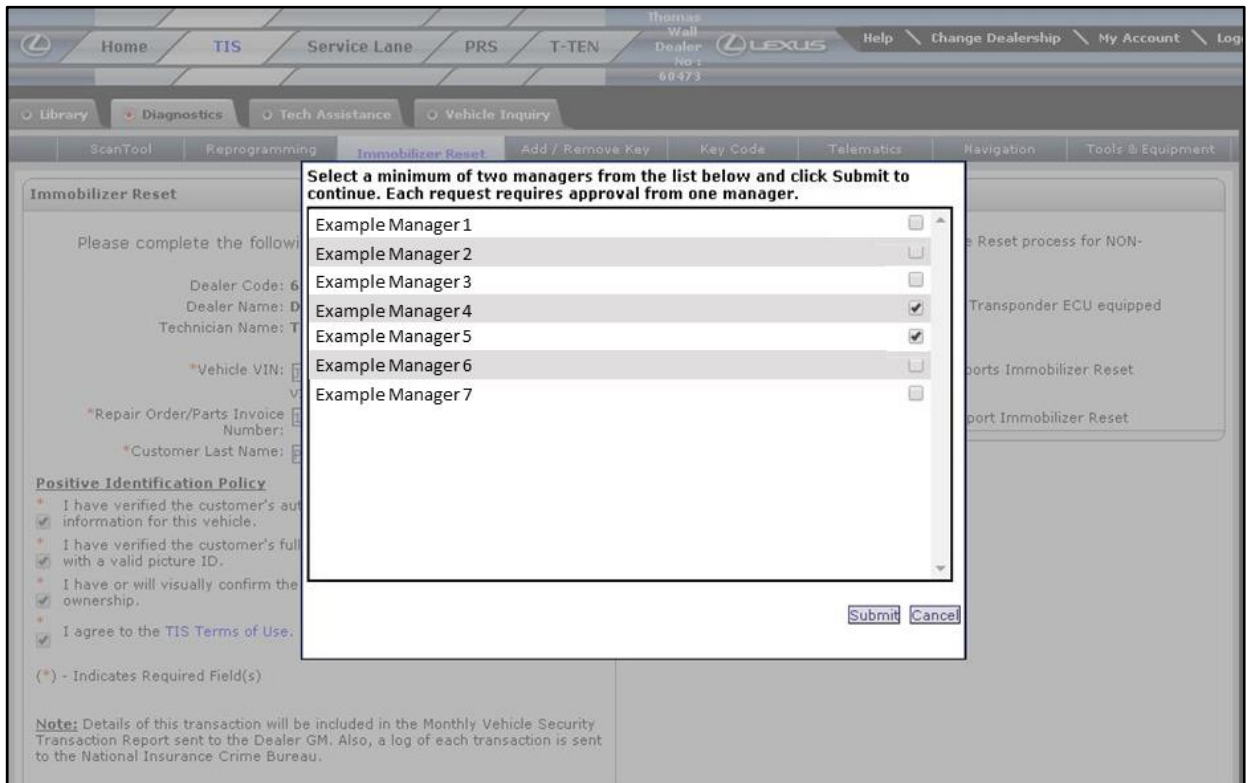 Thomas
Wall
Dealer
No :
60473
Home
TIS
Service Lane
PRS
T-TEN
LEXUS
Help
Change Dealership
My Account
Library
Diagnostics
Tech Assistance
Vehicle Inquiry
ScanTool
Reprogramming
Immobilizer Reset
Add / Remove Key
Key Code
Telematics
Navigation
Tools & Equipment
Immobilizer Reset
Please complete the
Dealer Code: 6
Dealer Name: D
Technician Name: T
*Vehicle VIN:
*Repair Order/Parts Invoice
Number:
*Customer Last Name:
Positive Identification Policy
* I have verified the customer's
information for this vehicle.
* I have verified the customer's full
with a valid picture ID.
* I have or will visually confirm the
ownership.
*
I agree to the TIS Terms of Use.
(*) - Indicates Required Field(s)
Note: Details of this transaction will be included in the Monthly Vehicle Security
Transaction Report sent to the Dealer GM. Also, a log of each transaction is sent
to the National Insurance Crime Bureau.
Select a minimum of two managers from the list below and click Submit to
continue. Each request requires approval from one manager.
Example Manager 1
Example Manager 2
Example Manager 3
Example Manager 4
Example Manager 5
Example Manager 6
Example Manager 7
Submit Cancel
Reset process for NON-
Transponder ECU equipped
Immobilizer Reset
Immobilizer Reset